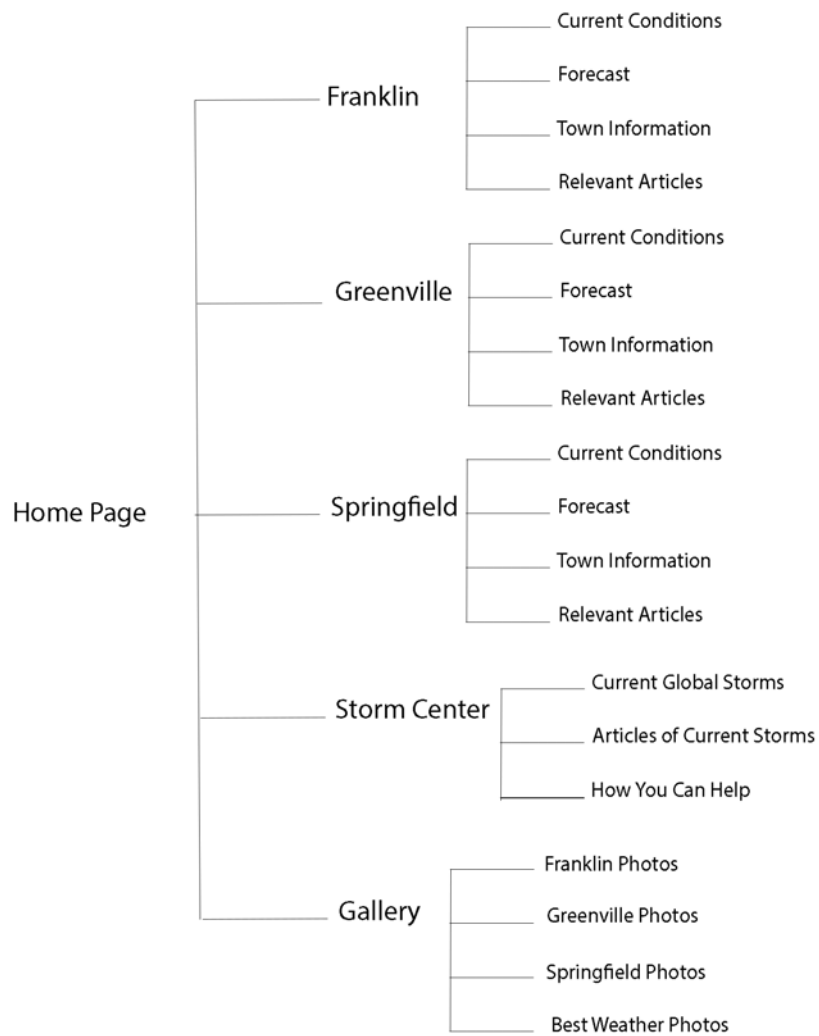 Home Page
Franklin
Current Conditions
Forecast
Town Information
Relevant Articles
Greenville
Current Conditions
Forecast
Town Information
Relevant Articles
Springfield
Current Conditions
Forecast
Town Information
Relevant Articles
Storm Center
Current Global Storms
Articles of Current Storms
How You Can Help
Gallery
Franklin Photos
Greenville Photos
Springfield Photos
Best Weather Photos